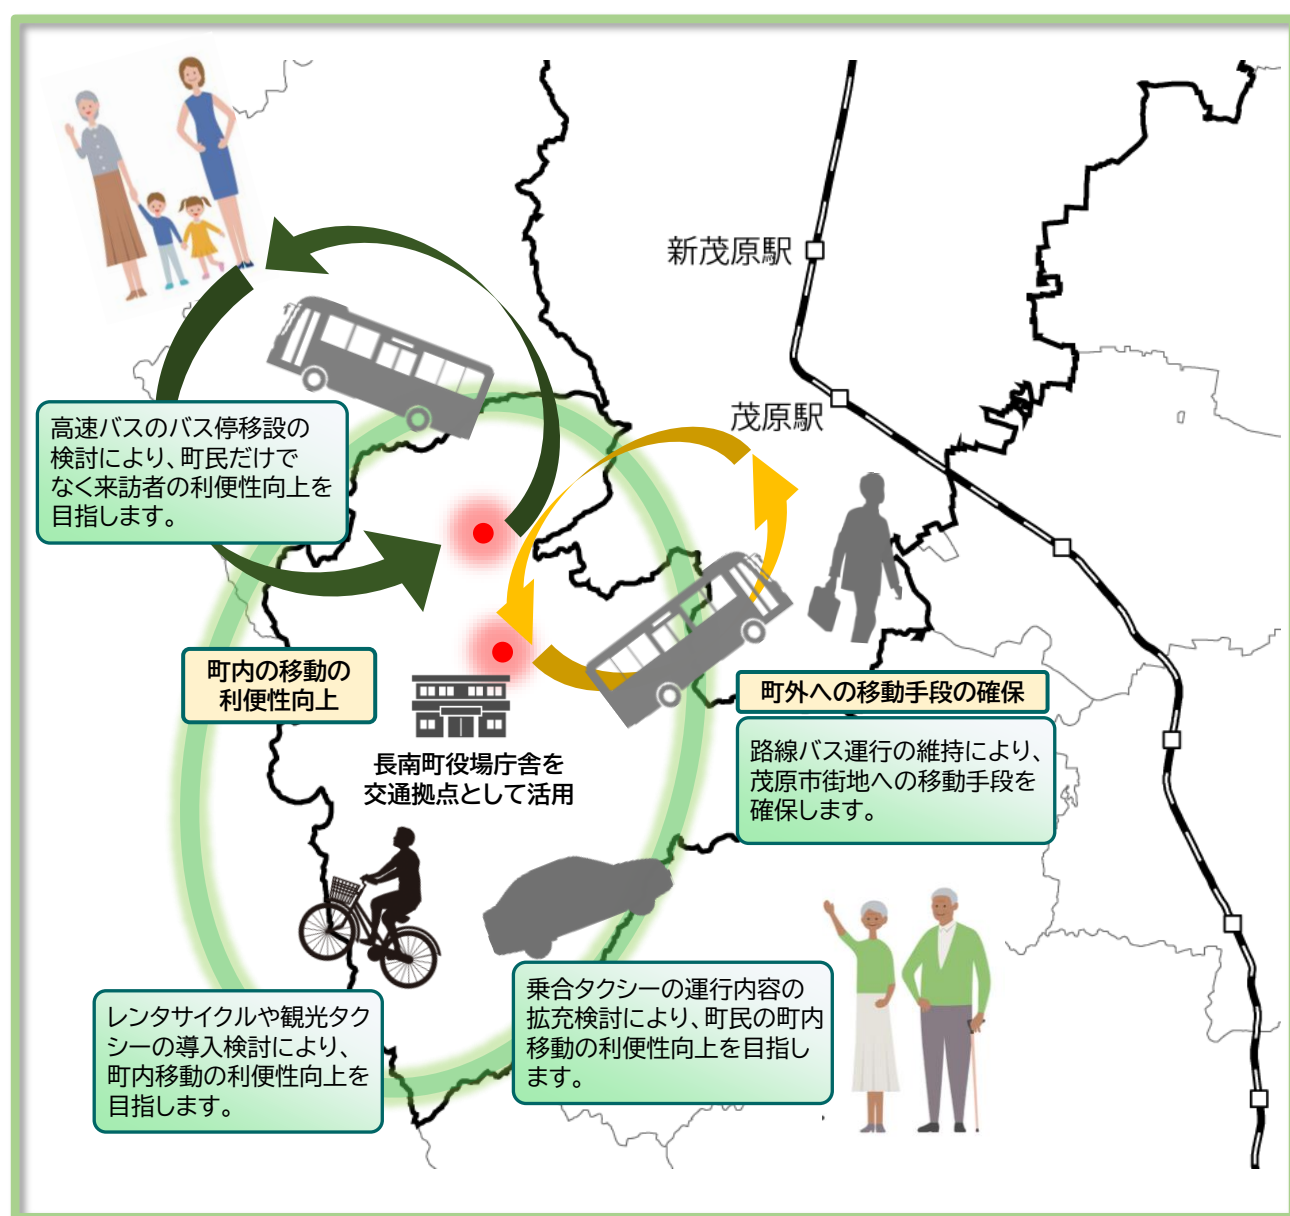 新茂原駅
茂原駅
高速バスのバス停移設の
検討により、町民だけで
なく来訪者の利便性向上を
目指します。
町内の移動の
利便性向上
長南町役場庁舎を
交通拠点として活用
町外への移動手段の確保
路線バス運行の維持により、
茂原市街地への移動手段を
確保します。
レンタサイクルや観光タク
シーの導入検討により、
町内移動の利便性向上を
目指します。
乗合タクシーの運行内容の
拡充検討により、町民の町内
移動の利便性向上を目指し
ます。